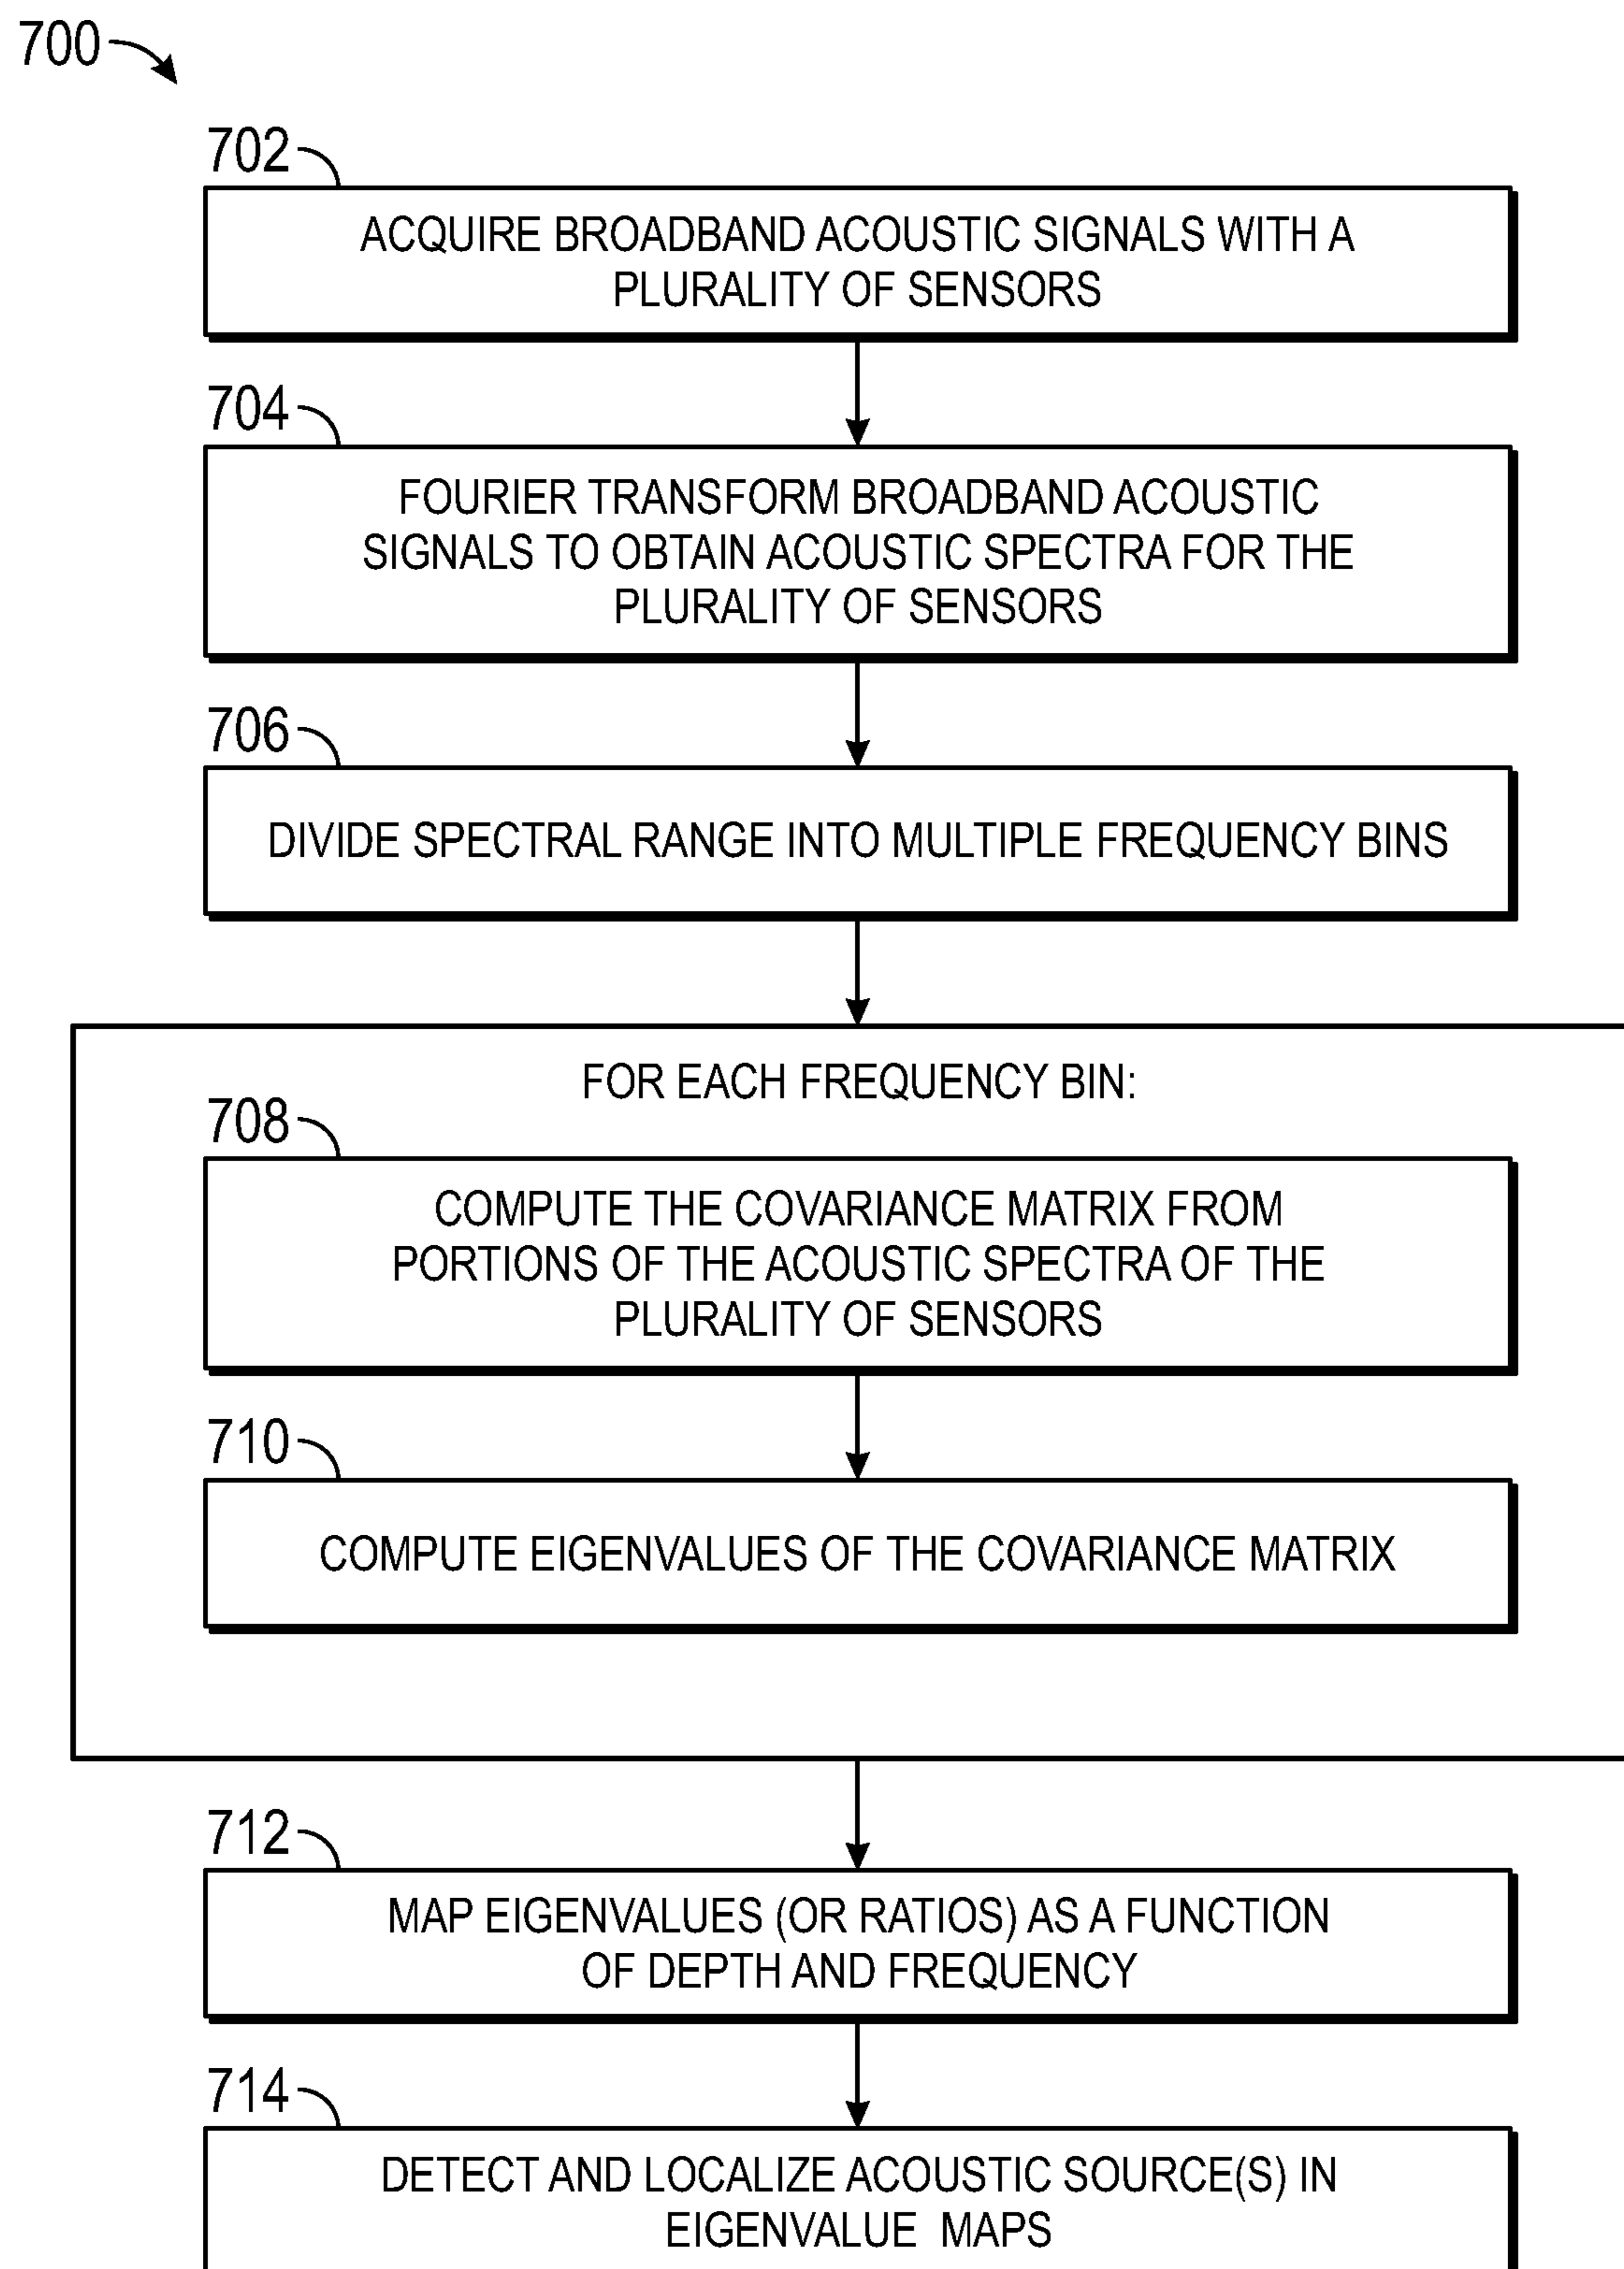 700
702
ACQUIRE BROADBAND ACOUSTIC SIGNALS WITH A
PLURALITY OF SENSORS
704
FOURIER TRANSFORM BROADBAND ACOUSTIC
SIGNALS TO OBTAIN ACOUSTIC SPECTRA FOR THE
PLURALITY OF SENSORS
706
DIVIDE SPECTRAL RANGE INTO MULTIPLE FREQUENCY BINS
FOR EACH FREQUENCY BIN:
708
COMPUTE THE COVARIANCE MATRIX FROM
PORTIONS OF THE ACOUSTIC SPECTRA OF THE
PLURALITY OF SENSORS
710
COMPUTE EIGENVALUES OF THE COVARIANCE MATRIX
712
MAP EIGENVALUES (OR RATIOS) AS A FUNCTION
OF DEPTH AND FREQUENCY
714
DETECT AND LOCALIZE ACOUSTIC SOURCE(S) IN
EIGENVALUE MAPS